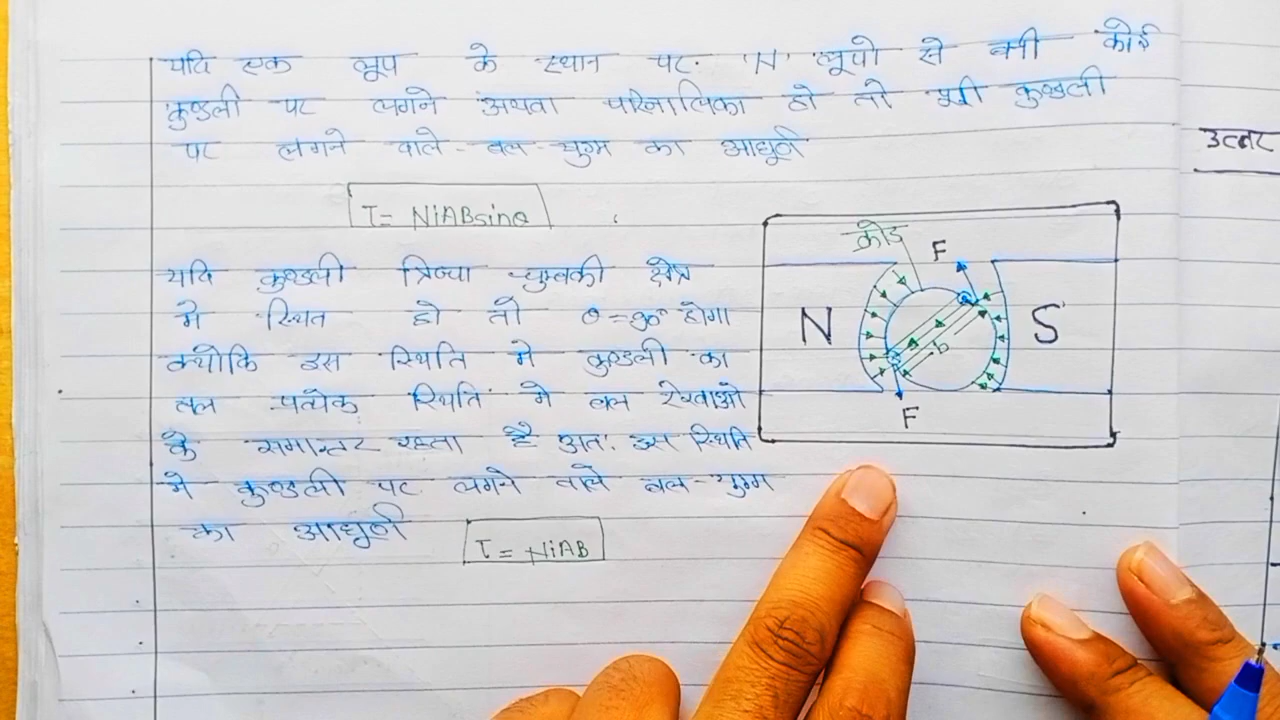 यदि एक लूप के स्थान पर 'N' लूपो से बनी कोई
कुण्डली पर लगने अथवा परिनालिका हो तो कुण्डली
पर लगने वाले बल-युग्म का आघूर्ण
τ= NiABsinθ
यदि कुण्डली त्रिज्या चुम्बकी क्षेत्र
मे स्थित हो तो θ=90° होगा
क्योकि इस स्थिति मे कुण्डली का
तल प्रत्येक स्थिति मे बल रेखाओ
के समान्तर रहता है अत: इस स्थिति
मे कुण्डली पर लगने वाले बल-युग्म
का आघूर्ण
τ = NiAB
क्रोड
F
N
b
S
F
उत्तर